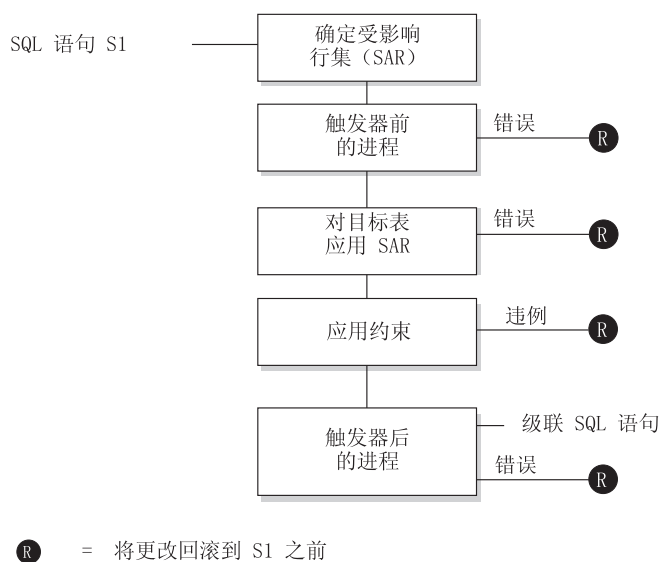 SQL 语句 S1
确定受影响
行集（SAR）
触发器前
的进程
错误
R
对目标表
应用 SAR
错误
R
应用约束
违例
R
触发器后
的进程
级联 SQL 语句
错误
R
R = 将更改回滚到 S1 之前